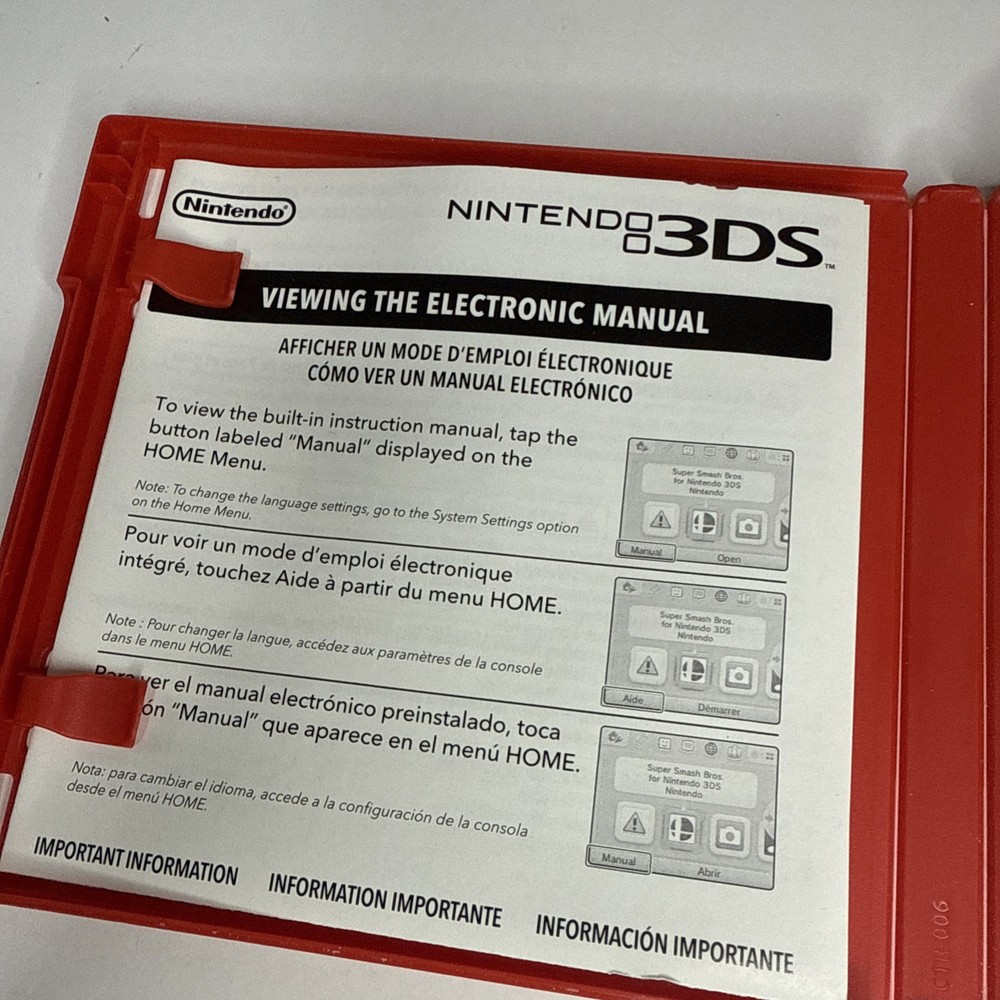 Nintendo®
NINTENDO 3DS™
VIEWING THE ELECTRONIC MANUAL
AFFICHER UN MODE D'EMPLOI ÉLECTRONIQUE
CÓMO VER UN MANUAL ELECTRÓNICO
To view the built-in instruction manual, tap the
button labeled "Manual" displayed on the
HOME Menu.
Note: To change the language settings, go to the System Settings option
on the Home Menu.
Super Smash Bros.
for Nintendo 3DS
Nintendo
Manual
Open
Pour voir un mode d'emploi électronique
intégré, touchez Aide à partir du menu HOME.
Note : Pour changer la langue, accédez aux paramètres de la console
dans le menu HOME.
Super Smash Bros.
for Nintendo 3DS
Nintendo
Aide
Démarrer
Para ver el manual electrónico preinstalado, toca
ón "Manual" que aparece en el menú HOME.
Nota: para cambiar el idioma, accede a la configuración de la consola
desde el menú HOME.
Super Smash Bros.
for Nintendo 3DS
Nintendo
Manual
Abrir
IMPORTANT INFORMATION
INFORMATION IMPORTANTE
INFORMACIÓN IMPORTANTE
CTR 006